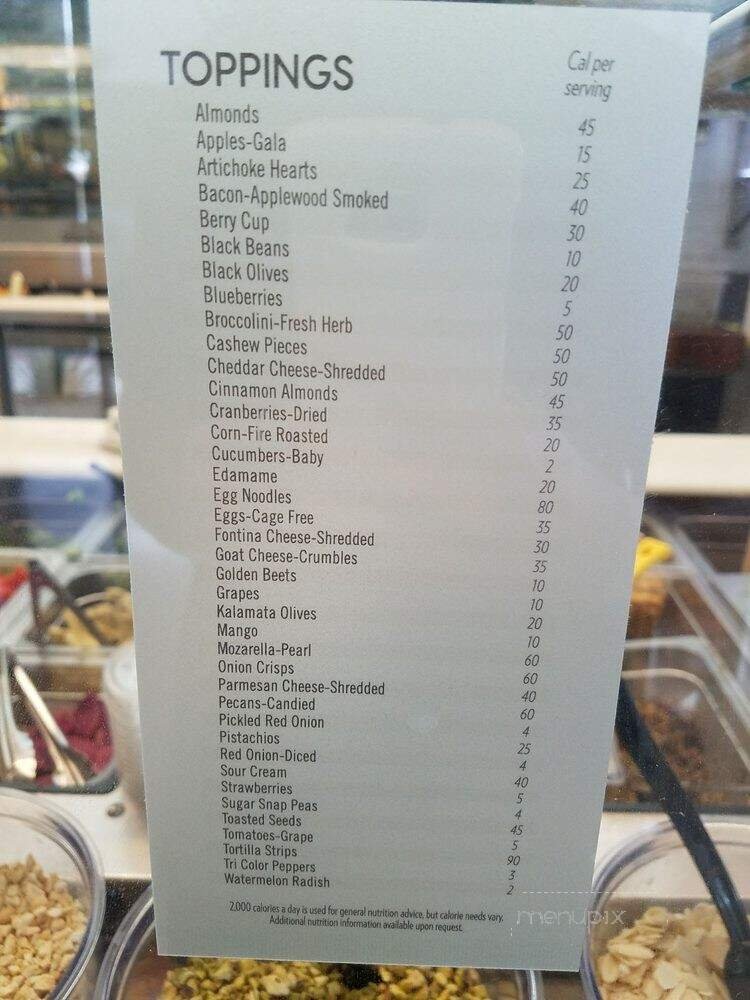 TOPPINGS Cal per serving
Almonds 45
Apples-Gala 15
Artichoke Hearts 25
Bacon-Applewood Smoked 40
Berry Cup 30
Black Beans 10
Black Olives 20
Blueberries 5
Broccolini-Fresh Herb 50
Cashew Pieces 50
Cheddar Cheese-Shredded 50
Cinnamon Almonds 45
Cranberries-Dried 35
Corn-Fire Roasted 20
Cucumbers-Baby 2
Edamame 20
Egg Noodles 80
Eggs-Cage Free 35
Fontina Cheese-Shredded 30
Goat Cheese-Crumbles 35
Golden Beets 10
Grapes 10
Kalamata Olives 20
Mango 10
Mozarella-Pearl 60
Onion Crisps 60
Parmesan Cheese-Shredded 40
Pecans-Candied 60
Pickled Red Onion 4
Pistachios 25
Red Onion-Diced 4
Sour Cream 40
Strawberries 5
Sugar Snap Peas 4
Toasted Seeds 45
Tomatoes-Grape 5
Tortilla Strips 90
Tri Color Peppers 3
Watermelon Radish 2
2,000 calories a day is used for general nutrition advice, but calorie needs vary.
Additional nutrition information available upon request.
menupix